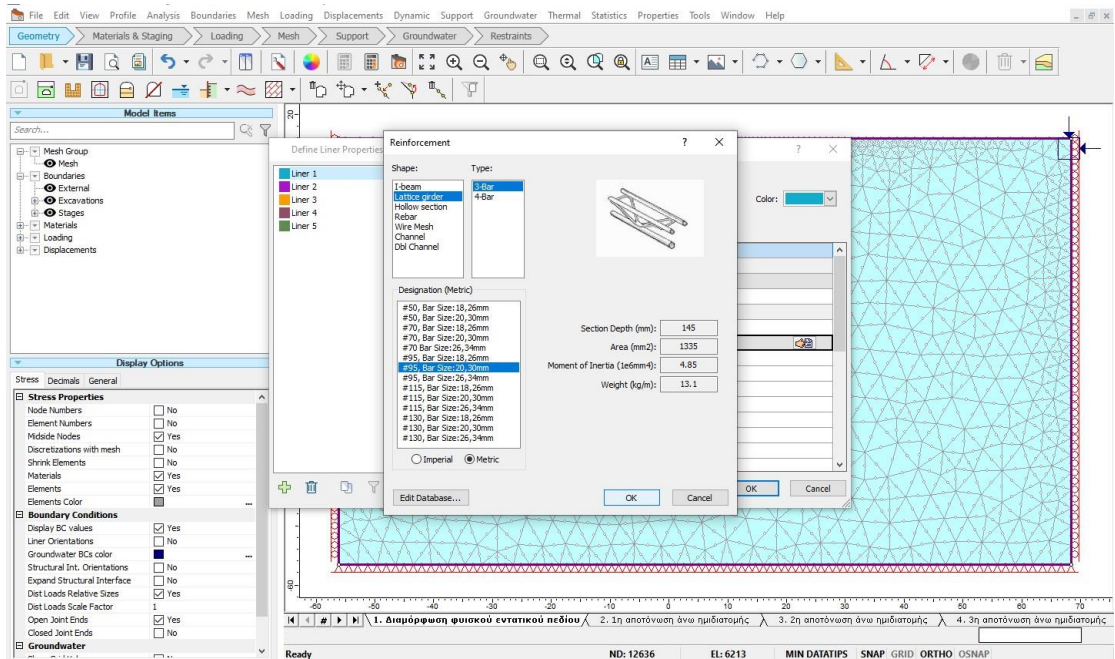 File Edit View Profile Analysis Boundaries Mesh Loading Displacements Dynamic Support Groundwater Thermal Statistics Properties Tools Window Help
Geometry Materials & Staging Loading Mesh Support Groundwater Restraints
Model Items
Search...
Mesh Group
Mesh
Boundaries
External
Excavations
Stages
Materials
Loading
Displacements
Display Options
Stress Decimals General
Stress Properties
Node Numbers No
Element Numbers No
Midside Nodes Yes
Discretizations with mesh No
Shrink Elements No
Materials Yes
Elements Yes
Elements Color ...
Boundary Conditions
Display BC values Yes
Liner Orientations No
Groundwater BCs color ...
Structural Int. Orientations No
Expand Structural Interface No
Dist Loads Relative Sizes Yes
Dist Loads Scale Factor 1
Open Joint Ends Yes
Closed Joint Ends No
Groundwater
Define Liner Properties ? ×
Liner 1
Liner 2
Liner 3
Liner 4
Liner 5
Color:
OK Cancel
Reinforcement ? ×
Shape: Type:
I-beam
Lattice girder
Hollow section
Rebar
Wire Mesh
Channel
Dbl Channel
3-Bar
4-Bar
Designation (Metric)
#50, Bar Size:18,26mm
#50, Bar Size:20,30mm
#70, Bar Size:18,26mm
#70, Bar Size:20,30mm
#70 Bar Size:26,34mm
#95, Bar Size:18,26mm
#95, Bar Size:20,30mm
#95, Bar Size:26,34mm
#115, Bar Size:18,26mm
#115, Bar Size:20,30mm
#115, Bar Size:26,34mm
#130, Bar Size:18,26mm
#130, Bar Size:20,30mm
#130, Bar Size:26,34mm
Imperial Metric
Section Depth (mm): 145
Area (mm2): 1335
Moment of Inertia (1e6mm4): 4.85
Weight (kg/m): 13.1
Edit Database... OK Cancel
20
-60
-60 -50 -40 -30 -20 -10 0 10 20 30 40 50 60 70
1. Διαμόρφωση φυσικού εντατικού πεδίου 2. 1η αποτόνωση άνω ημιδιατομής 3. 2η αποτόνωση άνω ημιδιατομής 4. 3η αποτόνωση άνω ημιδιατομής
Ready ND: 12636 EL: 6213 MIN DATATIPS SNAP GRID ORTHO OSNAP